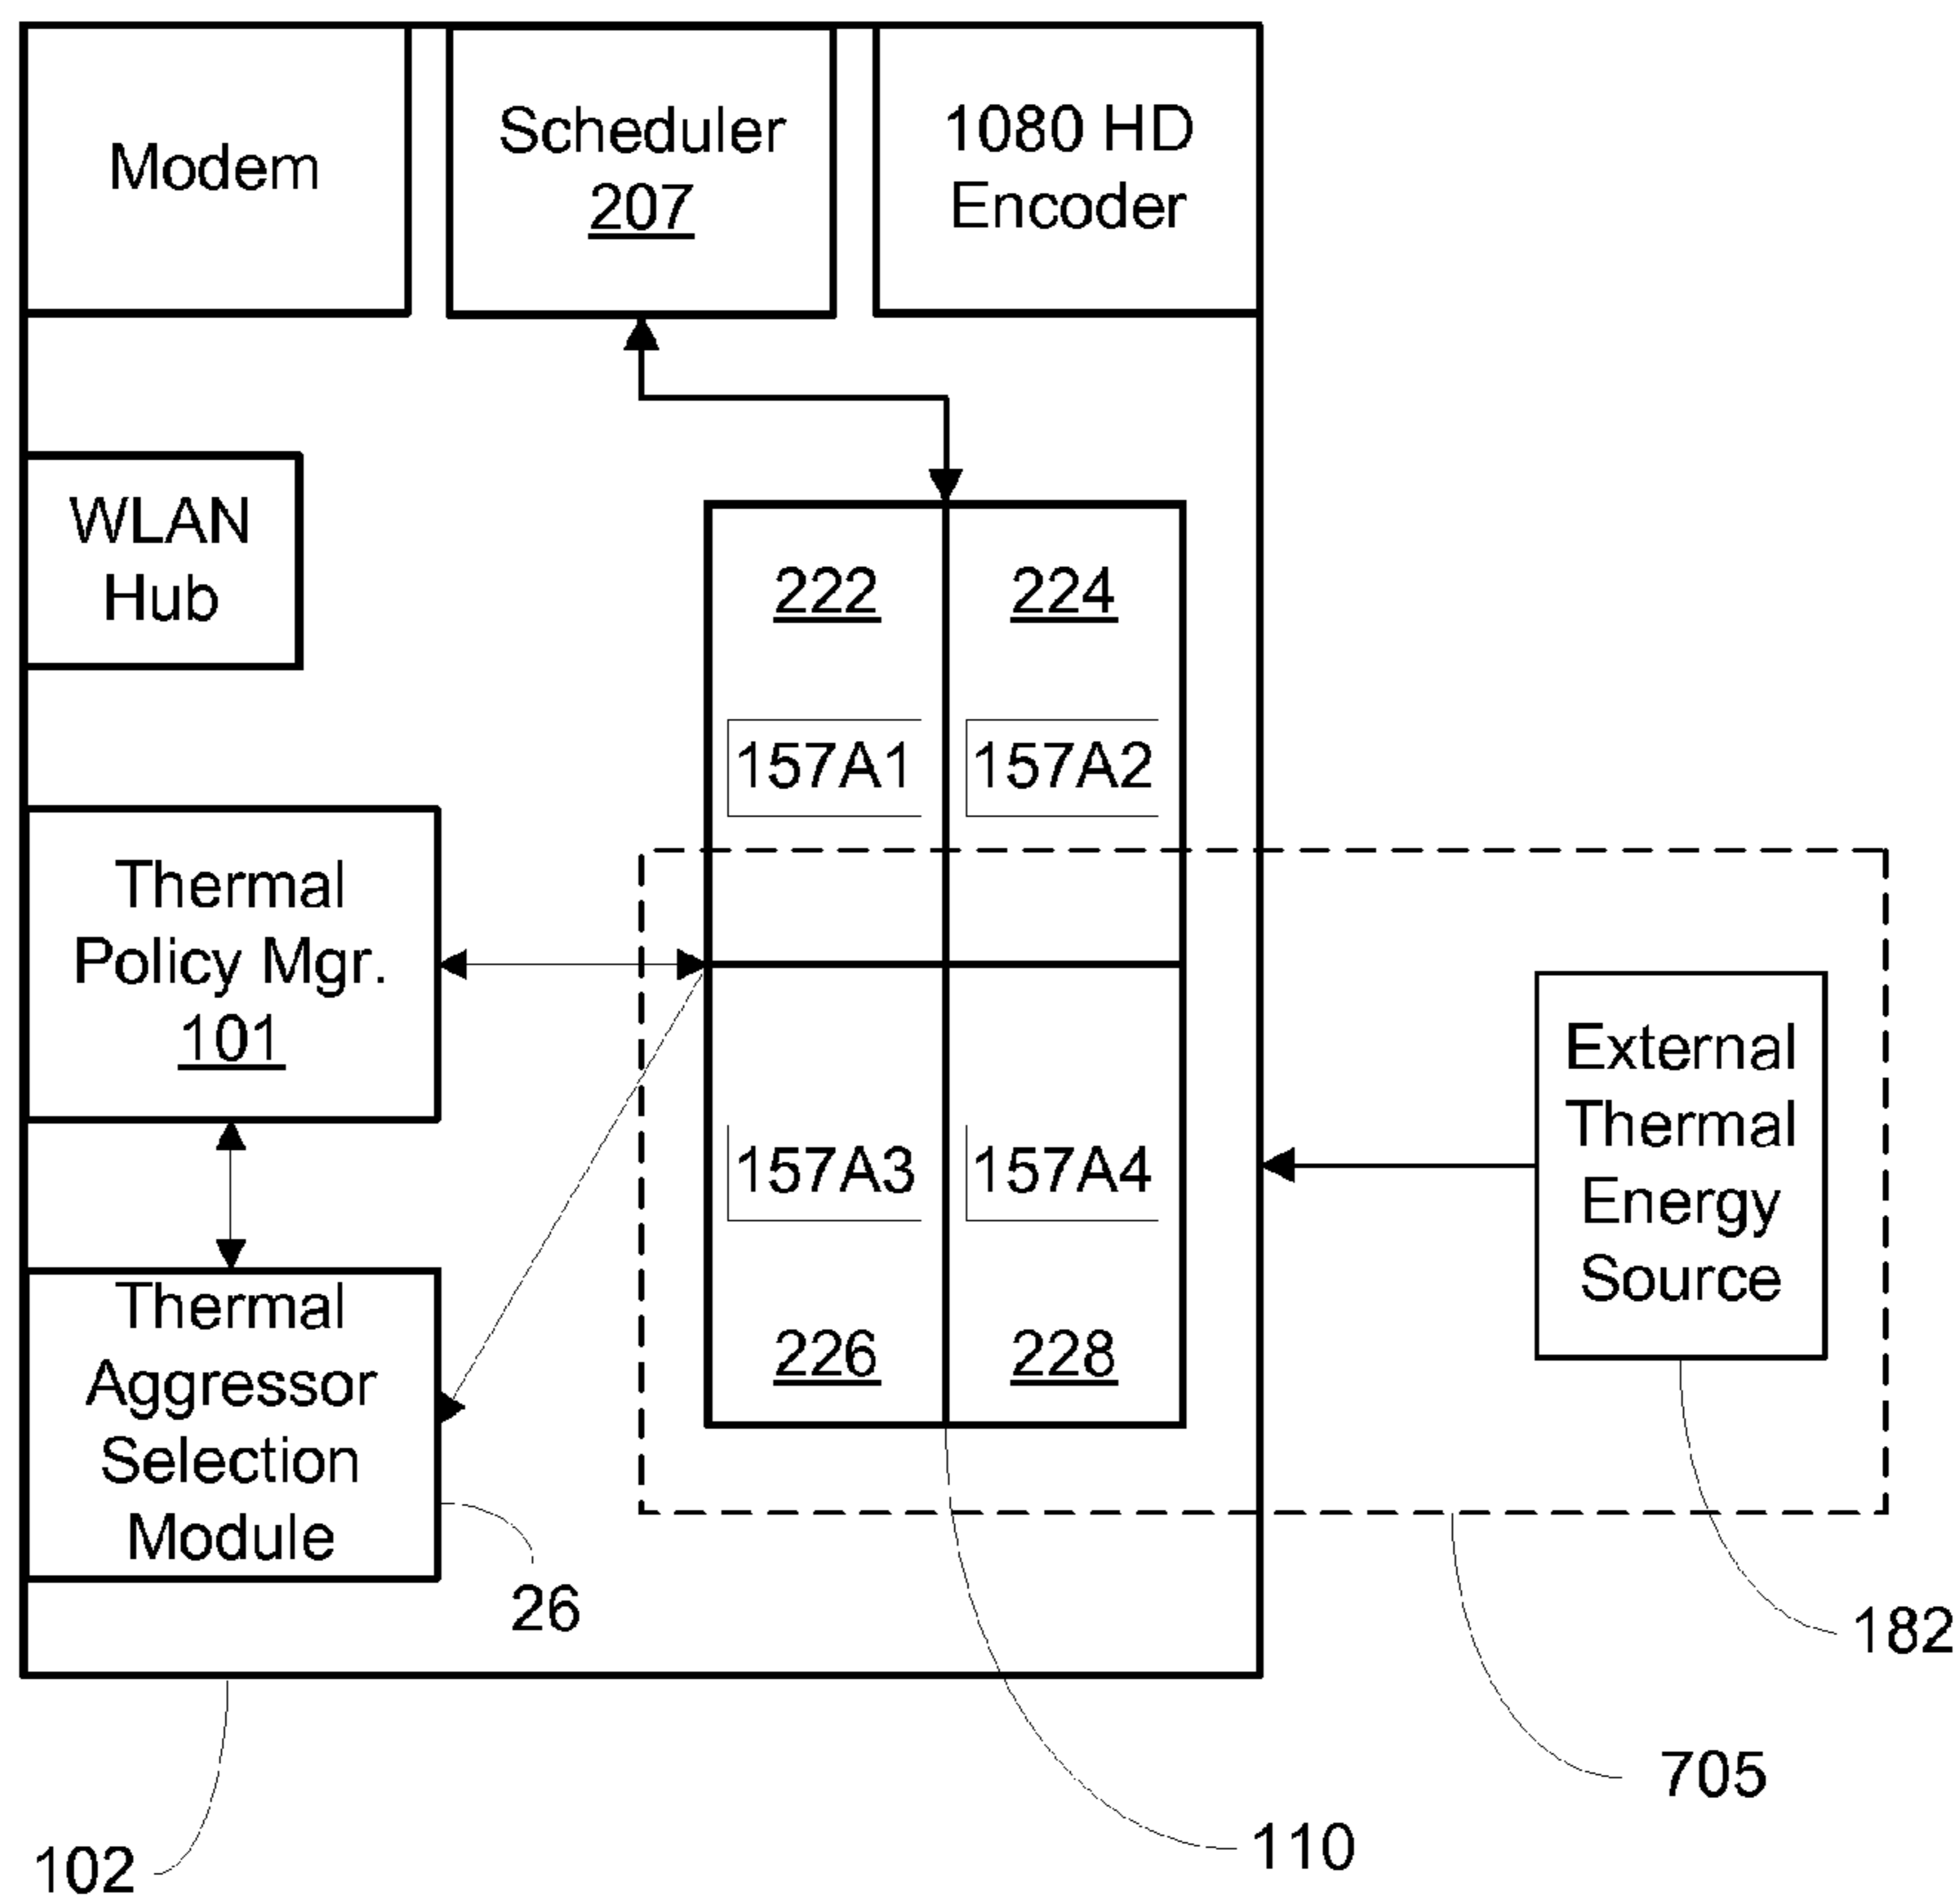 Modem
Scheduler
207
1080 HD
Encoder
WLAN
Hub
222
224
157A1
157A2
Thermal
Policy Mgr.
101
External
Thermal
Energy
Source
157A3
157A4
226
228
Thermal
Aggressor
Selection
Module
26
182
705
110
102